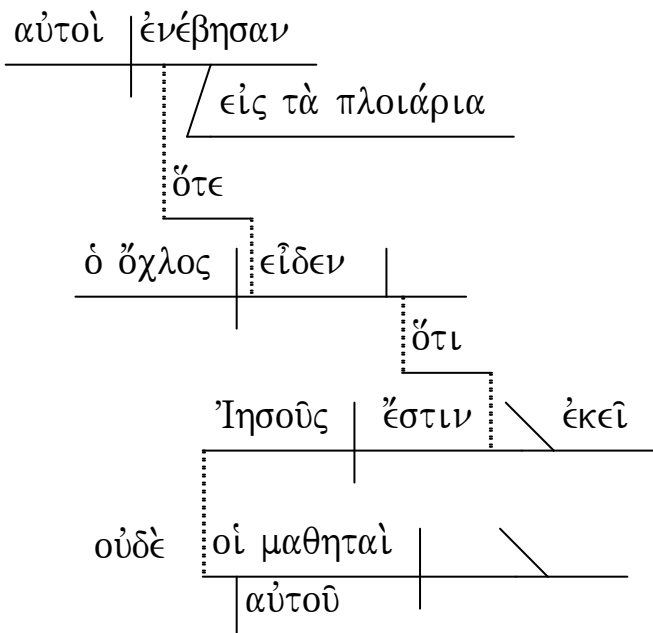 αὐτοὶ ἐνέβησαν
εἰς τὰ πλοιάρια
ὅτε
ὁ ὄχλος εἶδεν
ὅτι
Ἰησοῦς ἔστιν ἐκεῖ
οὐδὲ οἱ μαθηταὶ
αὐτοῦ